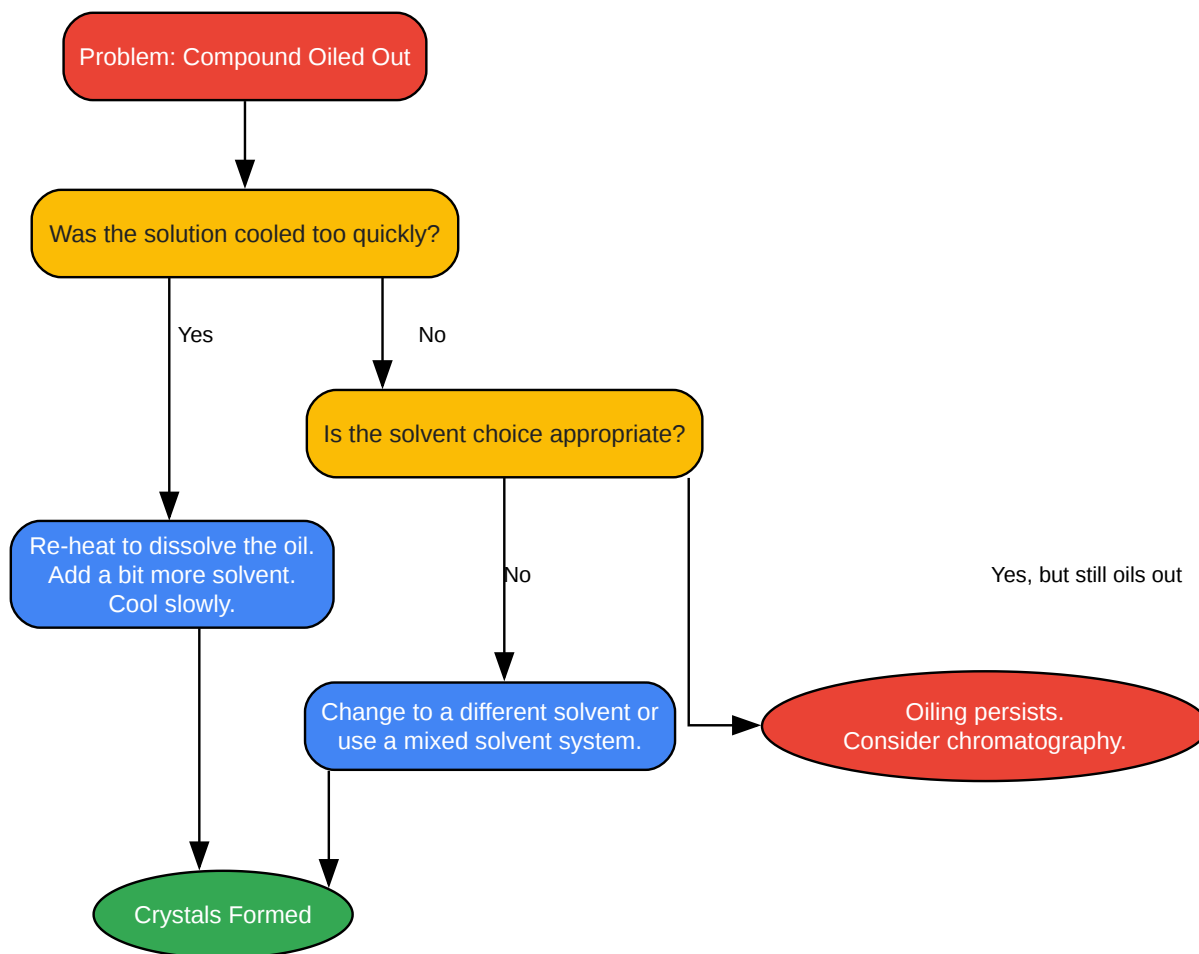 Problem: Compound Oiled Out
Was the solution cooled too quickly?
Yes
No
Is the solvent choice appropriate?
Re-heat to dissolve the oil.
Add a bit more solvent.
Cool slowly.
No
Yes, but still oils out
Change to a different solvent or
use a mixed solvent system.
Oiling persists.
Consider chromatography.
Crystals Formed